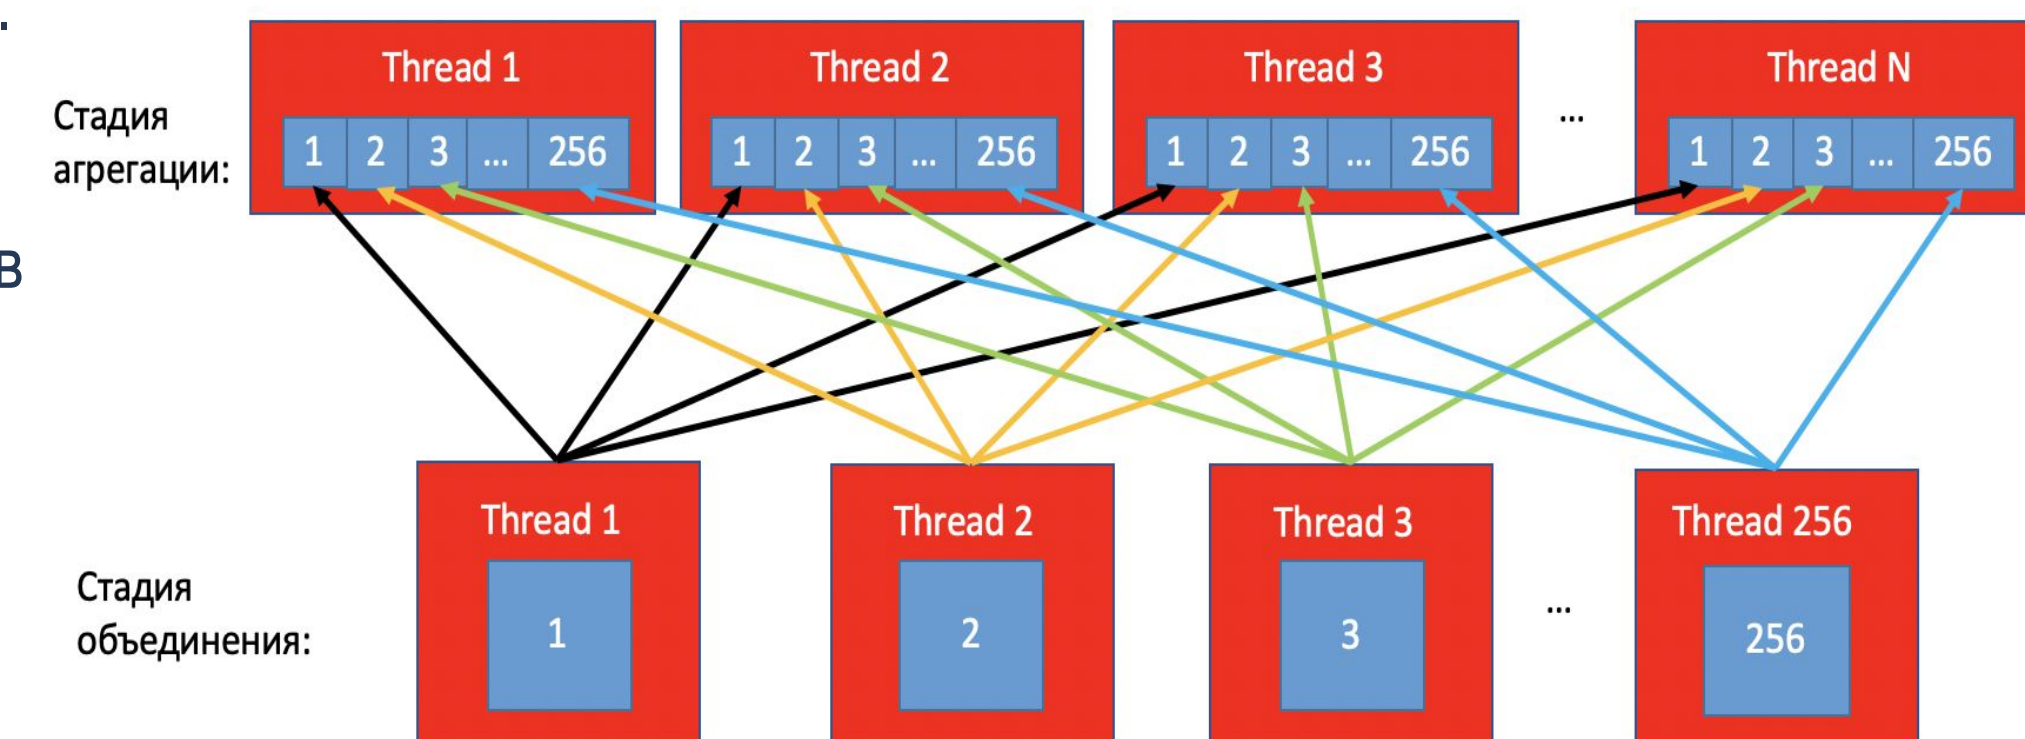 .
Thread 1 Thread 2 Thread 3 Thread N
Стадия
агрегации:
1 2 3 ... 256 1 2 3 ... 256 1 2 3 ... 256 ... 1 2 3 ... 256
в
Thread 1 Thread 2 Thread 3 Thread 256
Стадия
объединения:
1 2 3 ... 256